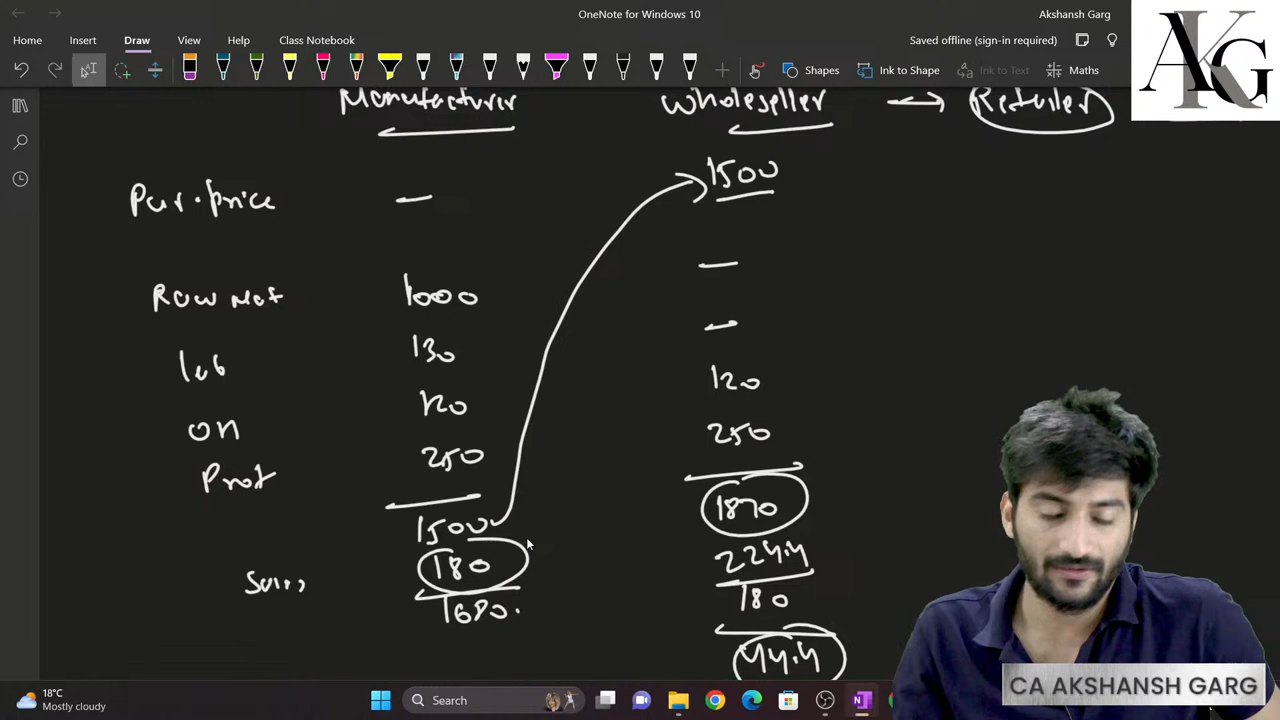 OneNote for Windows 10
Akshansh Garg
Home Insert Draw View Help Class Notebook
Saved offline (sign-in required)
Shapes Ink to Shape Ink to Text Maths
AKG
Manufacturer Wholeseller Retailer
1500
Pur. price —
—
Raw Mat 1000
—
Lab 130
120
OH 120
250
Prof 250
1500 1870
180 224.4
Sales
1680. 180
44.4
CA AKSHANSH GARG
18°C
Mostly cloudy
Search